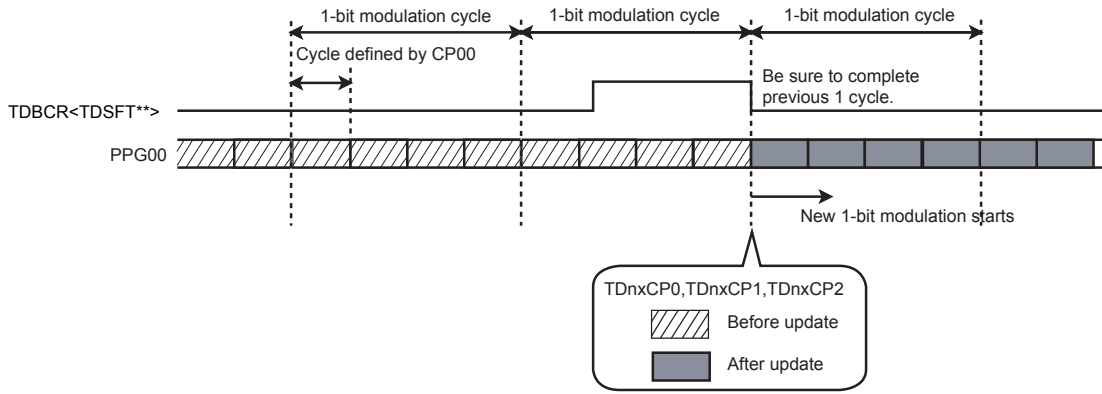 1-bit modulation cycle 1-bit modulation cycle 1-bit modulation cycle
Cycle defined by CP00
Be sure to complete
previous 1 cycle.
TDBCR<TDSFT**>
PPG00
New 1-bit modulation starts
TDnxCP0,TDnxCP1,TDnxCP2
Before update
After update